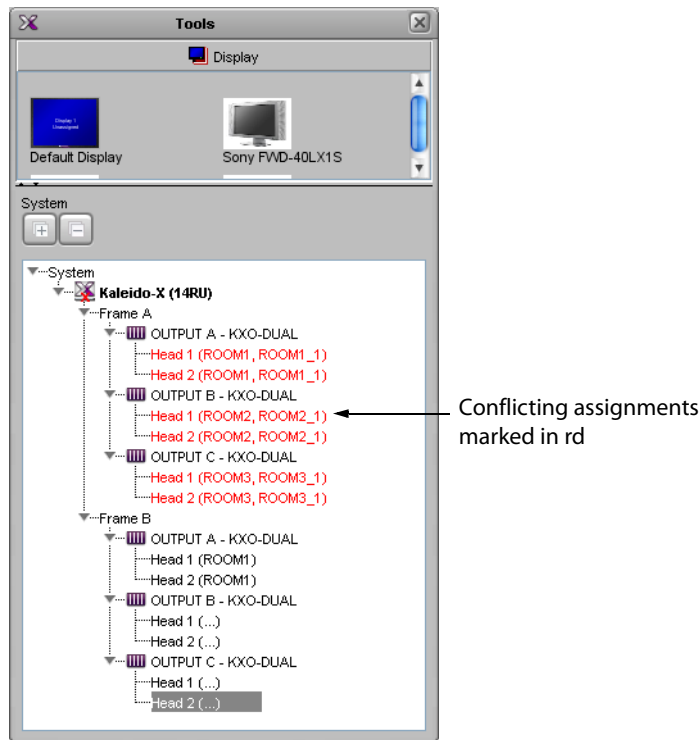 Tools
Display
Display 1
Unassigned
Default Display
Sony FWD-40LX1S
System
System
Kaleido-X (14RU)
Frame A
OUTPUT A - KXO-DUAL
Head 1 (ROOM1, ROOM1_1)
Head 2 (ROOM1, ROOM1_1)
OUTPUT B - KXO-DUAL
Head 1 (ROOM2, ROOM2_1)
Head 2 (ROOM2, ROOM2_1)
OUTPUT C - KXO-DUAL
Head 1 (ROOM3, ROOM3_1)
Head 2 (ROOM3, ROOM3_1)
Frame B
OUTPUT A - KXO-DUAL
Head 1 (ROOM1)
Head 2 (ROOM1)
OUTPUT B - KXO-DUAL
Head 1 (...)
Head 2 (...)
OUTPUT C - KXO-DUAL
Head 1 (...)
Head 2 (...)
Conflicting assignments
marked in rd